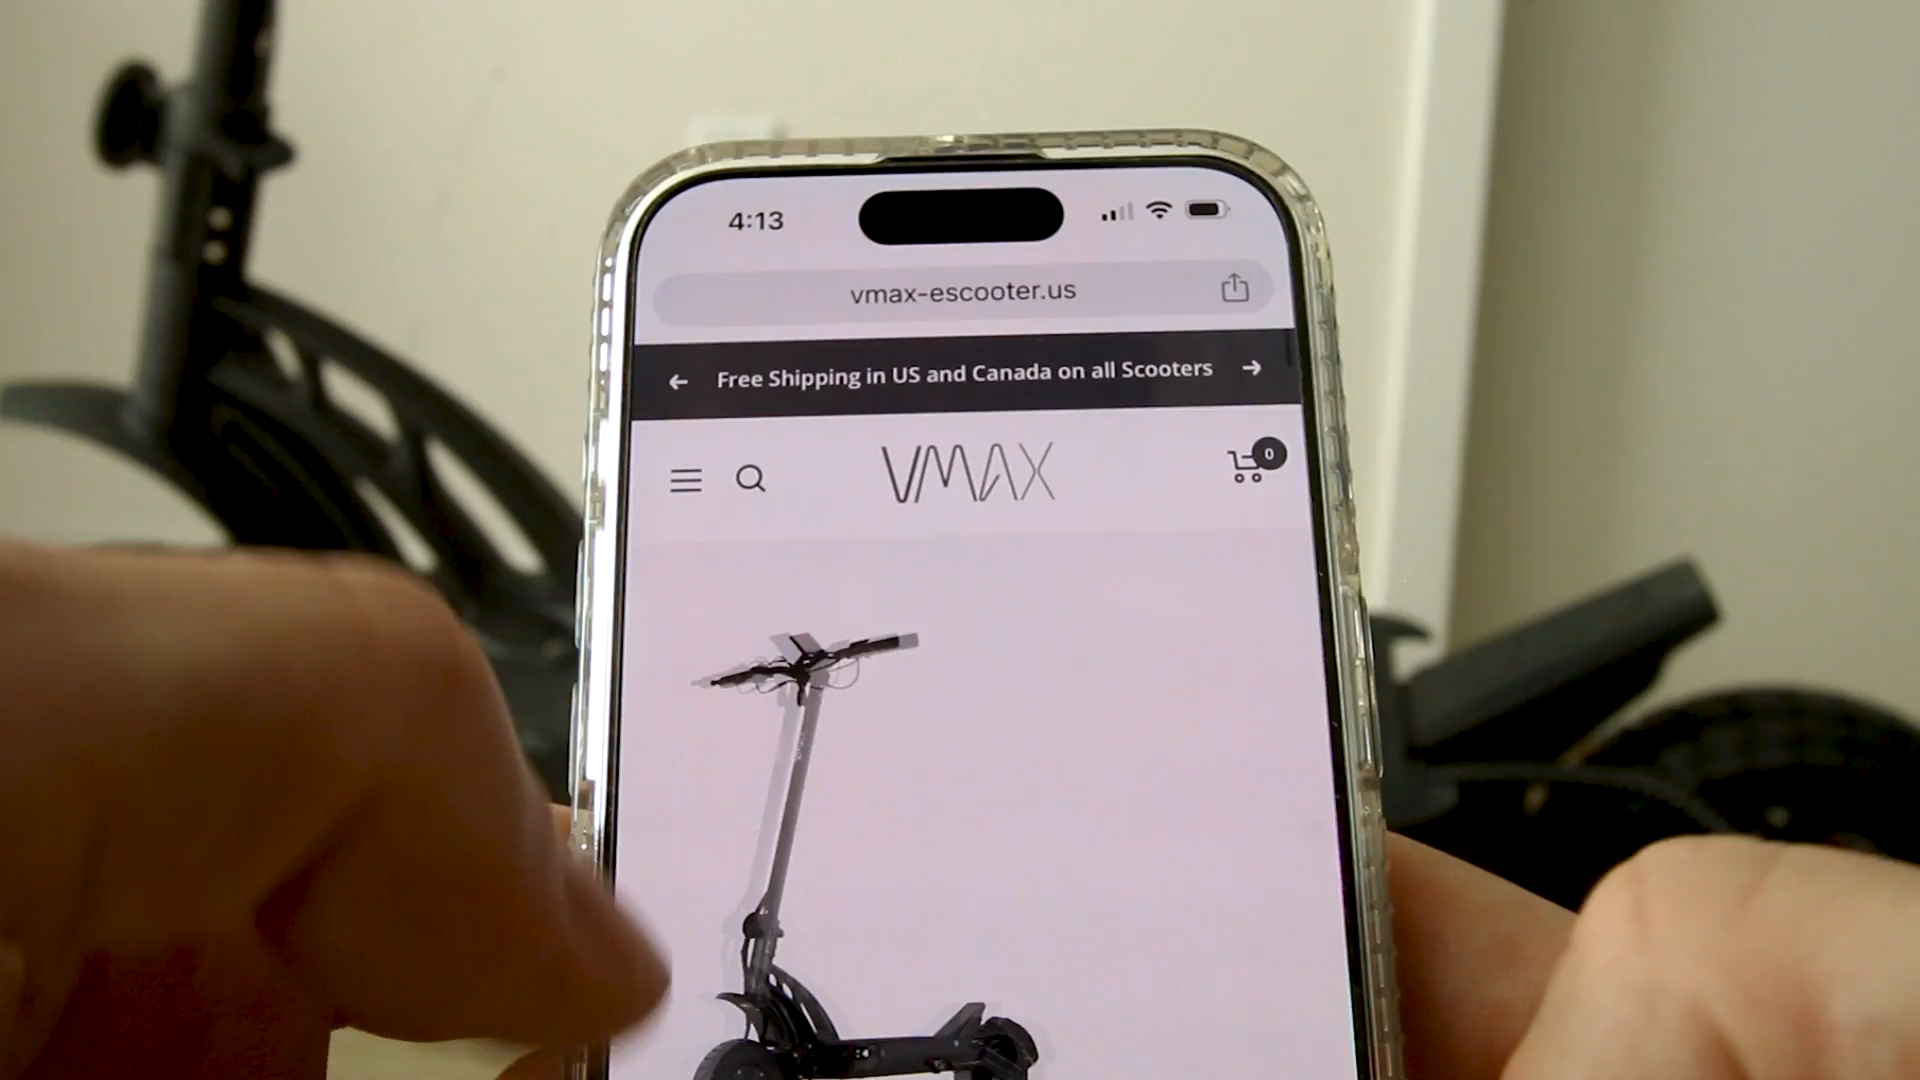 4:13
vmax-escooter.us
Free Shipping in US and Canada on all Scooters
VMAX
0